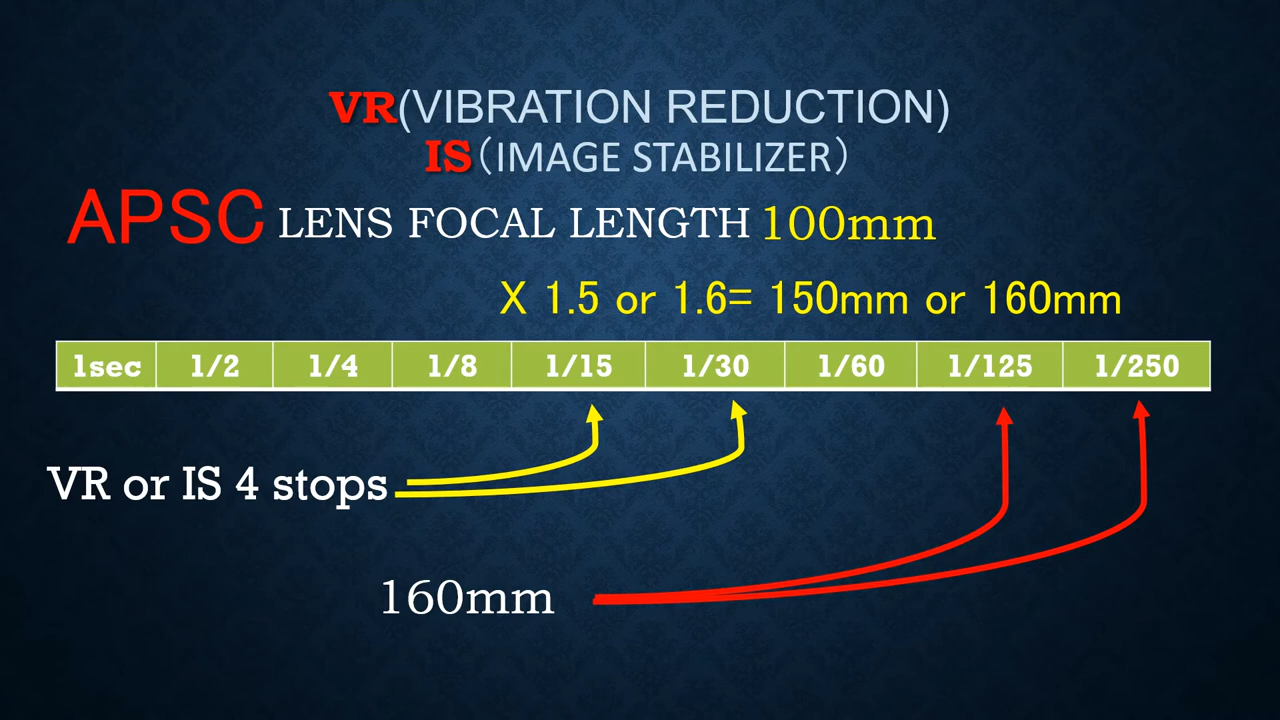 VR(VIBRATION REDUCTION)
IS(IMAGE STABILIZER)
APSC LENS FOCAL LENGTH 100mm
X 1.5 or 1.6= 150mm or 160mm
1sec 1/2 1/4 1/8 1/15 1/30 1/60 1/125 1/250
VR or IS 4 stops
160mm